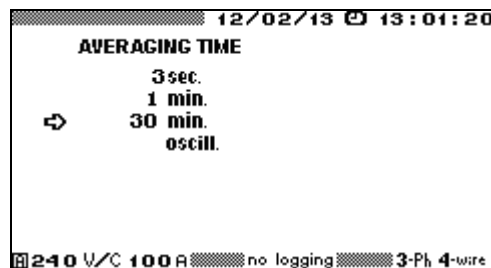 12/02/13 13:01:20
AVERAGING TIME
3 sec.
1 min.
30 min.
oscill.
A 240 V/C 100 A no logging 3-Ph 4-wire